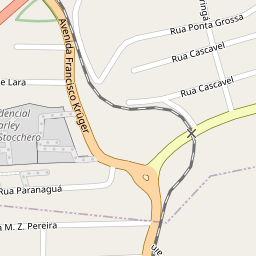 Rua Ponta Grossa
Rua Cascavel
Avenida Francisco Krüger
Rua Cascavel
e Lara
dencial
arley
Stocchero
Rua Paranaguá
a M. Z. Pereira